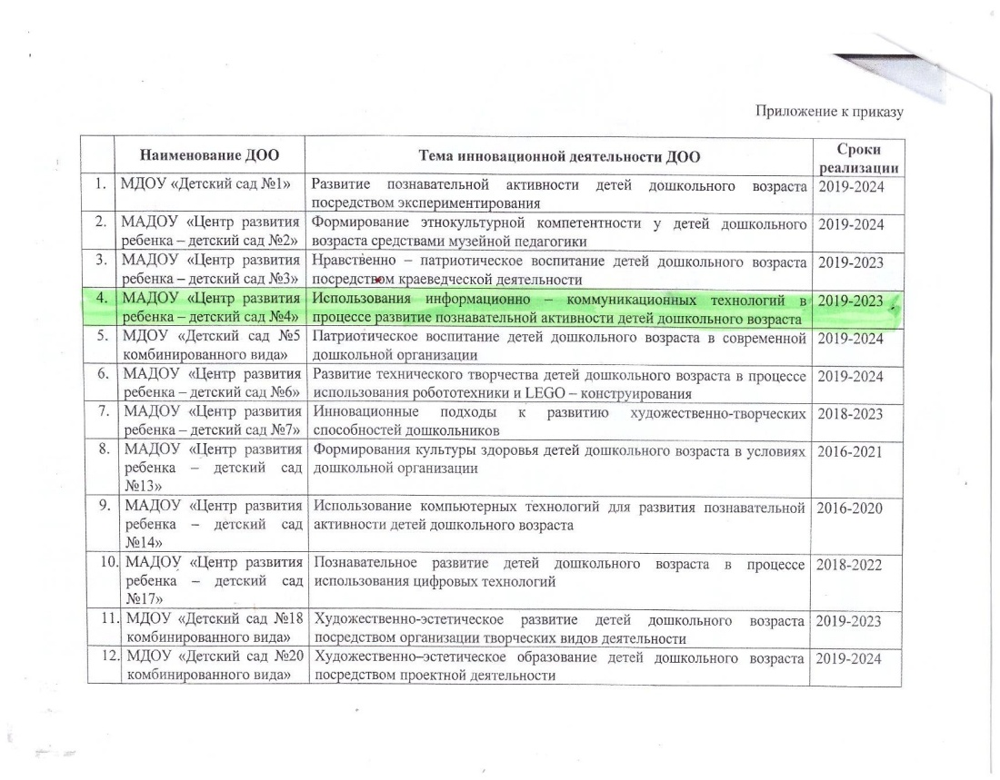 Приложение к приказу
Наименование ДОО
Тема инновационной деятельности ДОО
Сроки
реализации
1.
МДОУ «Детский сад №1»
Развитие познавательной активности детей дошкольного возраста
посредством экспериментирования
2019-2024
2.
МАДОУ «Центр развития
ребенка – детский сад №2»
Формирование этнокультурной компетентности у детей дошкольного
возраста средствами музейной педагогики
2019-2024
3.
МАДОУ «Центр развития
ребенка – детский сад №3»
Нравственно – патриотическое воспитание детей дошкольного возраста
посредством краеведческой деятельности
2019-2023
4.
МАДОУ «Центр развития
ребенка – детский сад №4»
Использования информационно – коммуникационных технологий в
процессе развитие познавательной активности детей дошкольного возраста
2019-2023
5.
МДОУ «Детский сад №5
комбинированного вида»
Патриотическое воспитание детей дошкольного возраста в современной
дошкольной организации
2019-2024
6.
МАДОУ «Центр развития
ребенка – детский сад №6»
Развитие технического творчества детей дошкольного возраста в процессе
использования робототехники и LEGO – конструирования
2019-2024
7.
МАДОУ «Центр развития
ребенка – детский сад №7»
Инновационные подходы к развитию художественно-творческих
способностей дошкольников
2018-2023
8.
МАДОУ «Центр развития
ребенка – детский сад
№13»
Формирования культуры здоровья детей дошкольного возраста в условиях
дошкольной организации
2016-2021
9.
МАДОУ «Центр развития
ребенка – детский сад
№14»
Использование компьютерных технологий для развития познавательной
активности детей дошкольного возраста
2016-2020
10.
МАДОУ «Центр развития
ребенка – детский сад
№17»
Познавательное развитие детей дошкольного возраста в процессе
использования цифровых технологий
2018-2022
11.
МДОУ «Детский сад №18
комбинированного вида»
Художественно-эстетическое развитие детей дошкольного возраста
посредством организации творческих видов деятельности
2019-2023
12.
МДОУ «Детский сад №20
комбинированного вида»
Художественно–эстетическое образование детей дошкольного возраста
посредством проектной деятельности
2019-2024